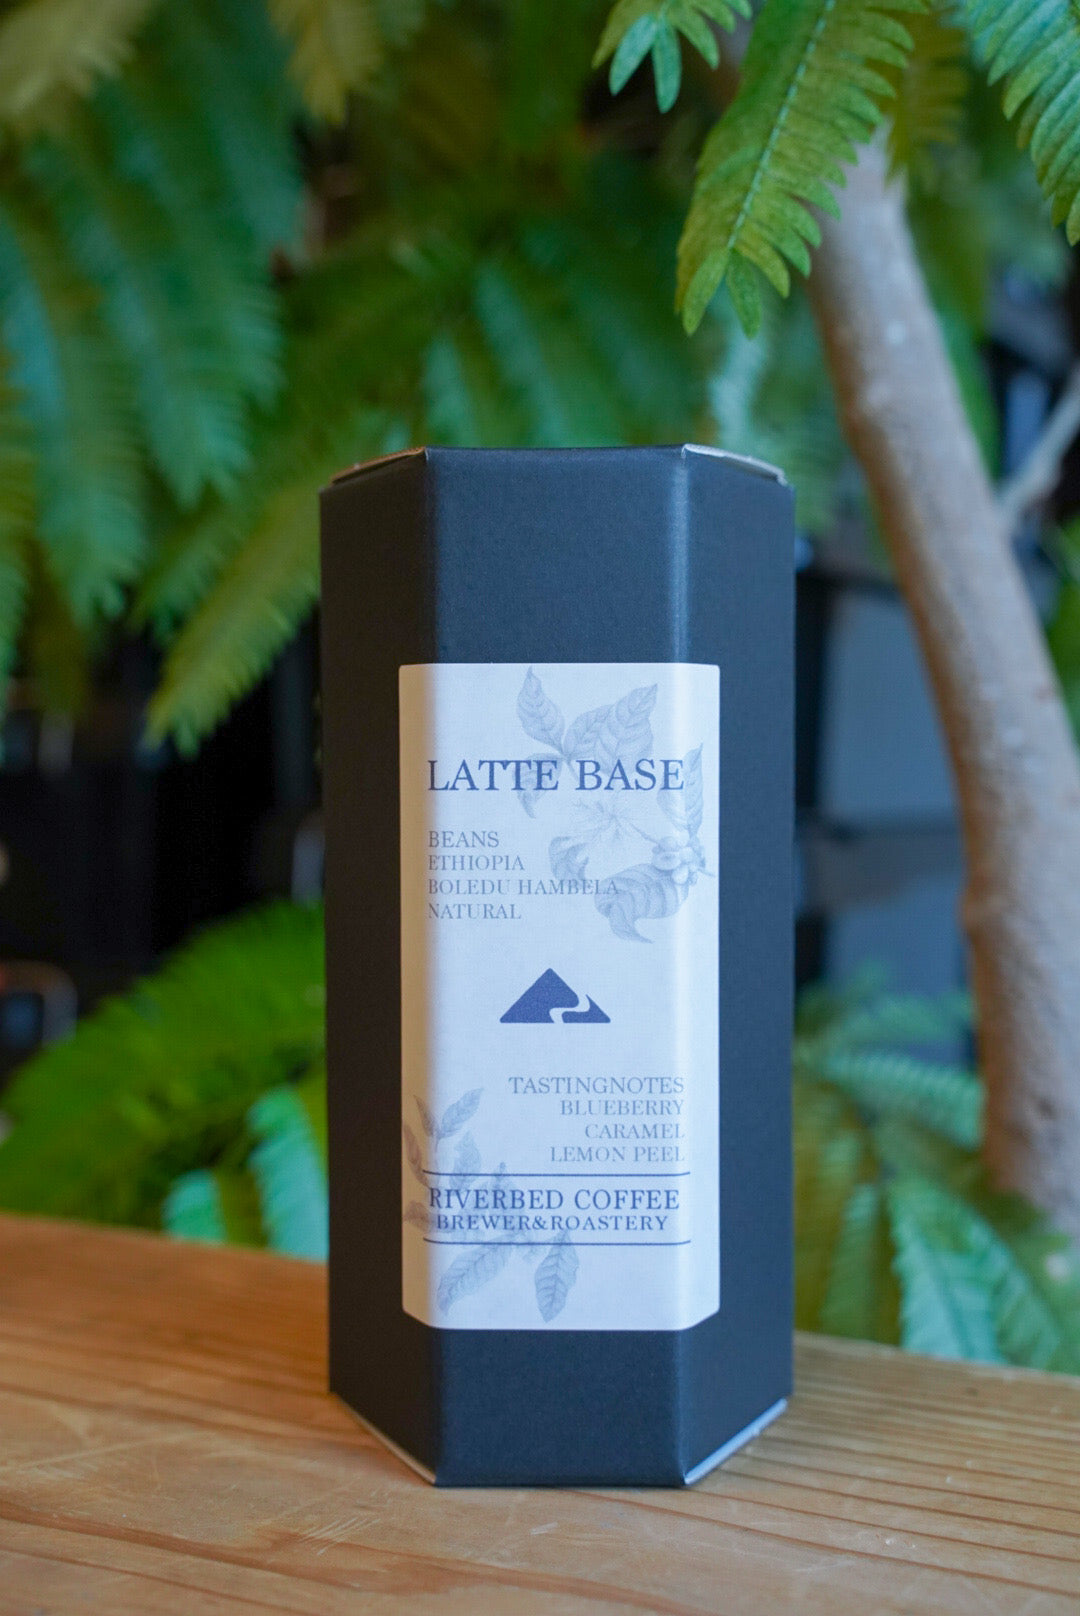 LATTE BASE
BEANS
ETHIOPIA
BOLEDU HAMBELA
NATURAL
TASTINGNOTES
BLUEBERRY
CARAMEL
LEMON PEEL
RIVERBED COFFEE
BREWER&ROASTERY